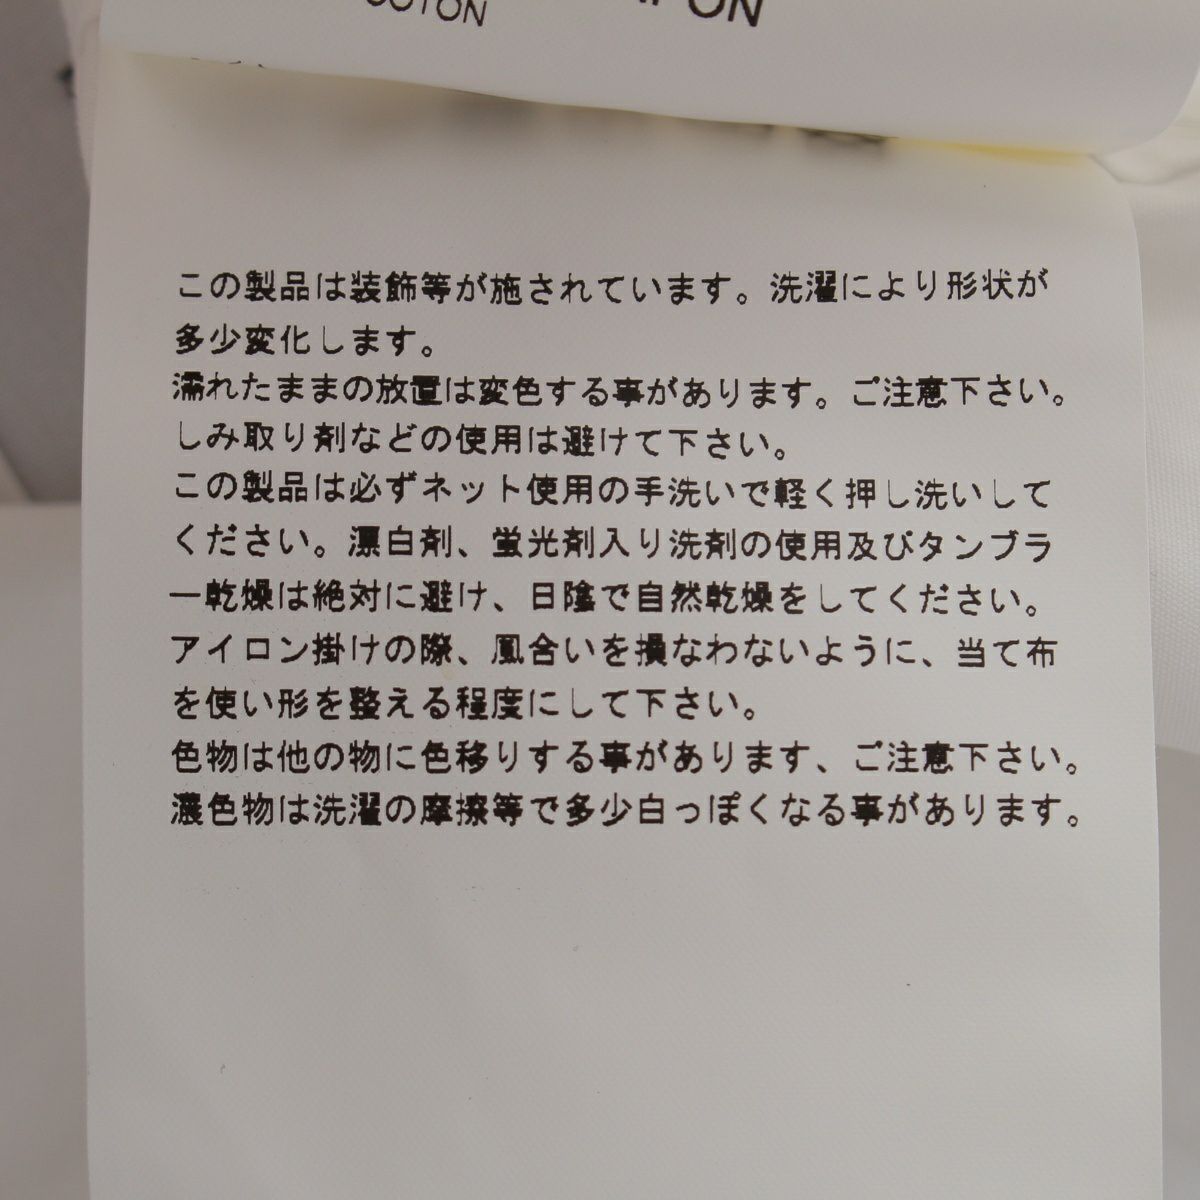 COTON
この製品は装飾等が施されています。洗濯により形状が
多少変化します。
濡れたままの放置は変色する事があります。ご注意下さい。
しみ取り剤などの使用は避けて下さい。
この製品は必ずネット使用の手洗いで軽く押し洗いして
ください。漂白剤、蛍光剤入り洗剤の使用及びタンブラ
ー乾燥は絶対に避け、日陰で自然乾燥をしてください。
アイロン掛けの際、風合いを損なわないように、当て布
を使い形を整える程度にして下さい。
色物は他の物に色移りする事があります、ご注意下さい。
濃色物は洗濯の摩擦等で多少白っぽくなる事があります。